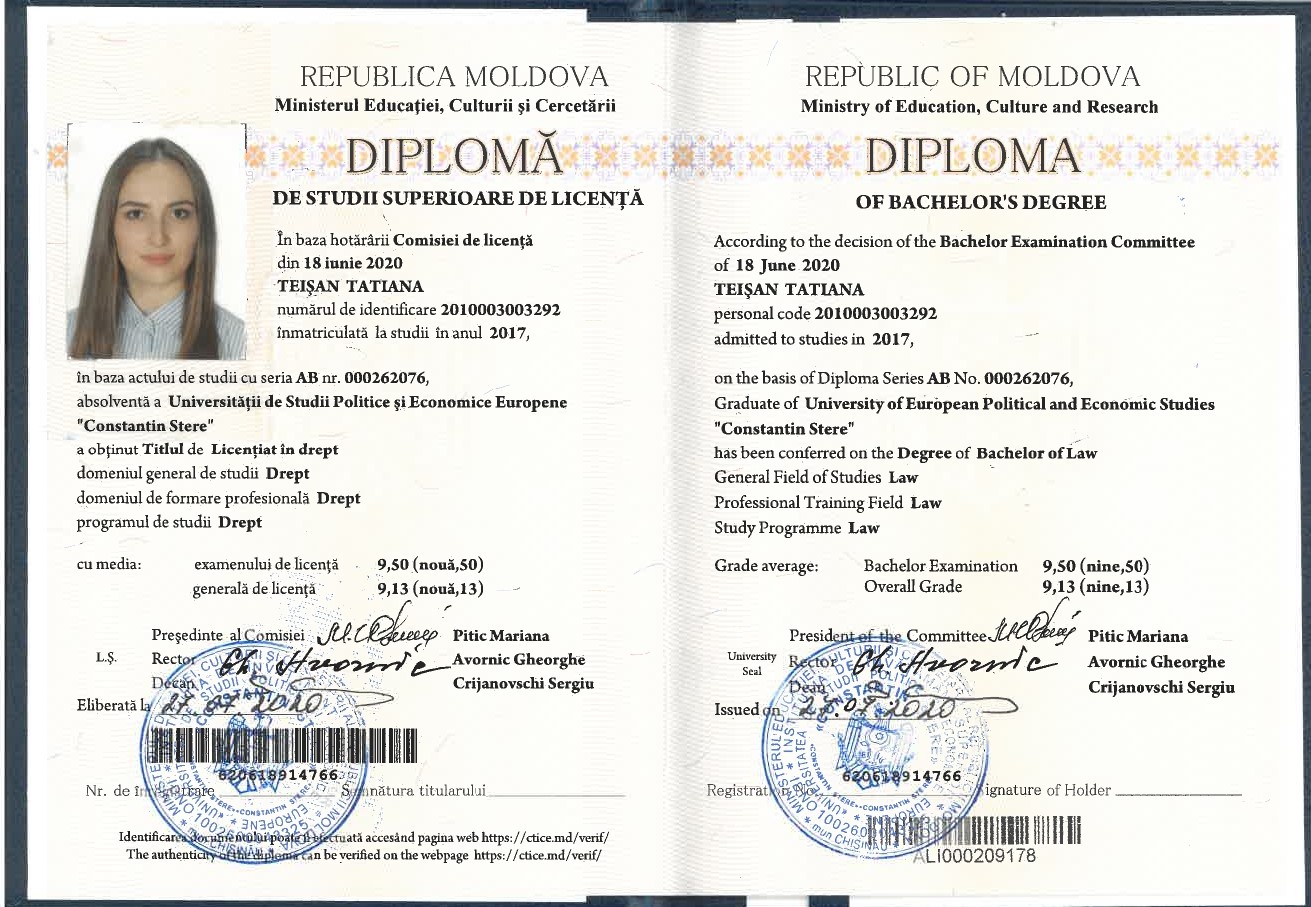 REPUBLICA MOLDOVA
Ministerul Educației, Culturii și Cercetării
DIPLOMĂ
DE STUDII SUPERIOARE DE LICENȚĂ
În baza hotărârii Comisiei de licență
din 18 iunie 2020
TEIȘAN TATIANA
numărul de identificare 2010003003292
înmatriculată la studii în anul 2017,
în baza actului de studii cu seria AB nr. 000262076,
absolventă a Universității de Studii Politice și Economice Europene
"Constantin Stere"
a obținut Titlul de Licențiat în drept
domeniul general de studii Drept
domeniul de formare profesională Drept
programul de studii Drept
cu media: examenului de licență 9,50 (nouă,50)
generală de licență 9,13 (nouă,13)
Președinte al Comisiei Pitic Mariana
L.Ș. Rector Gh. Avornic Avornic Gheorghe
Decan Crijanovschi Sergiu
Eliberată la 27.07.2020
620618914766
Nr. de înregistrare Semnătura titularului
Identificarea documentului poate fi efectuată accesând pagina web https://ctice.md/verif/
The authenticity of the diploma can be verified on the webpage https://ctice.md/verif/
REPUBLIC OF MOLDOVA
Ministry of Education, Culture and Research
DIPLOMA
OF BACHELOR'S DEGREE
According to the decision of the Bachelor Examination Committee
of 18 June 2020
TEIȘAN TATIANA
personal code 2010003003292
admitted to studies in 2017,
on the basis of Diploma Series AB No. 000262076,
Graduate of University of European Political and Economic Studies
"Constantin Stere"
has been conferred on the Degree of Bachelor of Law
General Field of Studies Law
Professional Training Field Law
Study Programme Law
Grade average: Bachelor Examination 9,50 (nine,50)
Overall Grade 9,13 (nine,13)
President of the Committee Pitic Mariana
University Seal Rector Gh. Avornic Avornic Gheorghe
Dean Crijanovschi Sergiu
Issued on 27.07.2020
620618914766
Registration No. Signature of Holder
ALI000209178